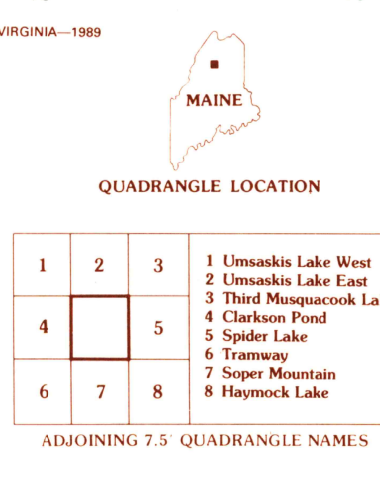 VIRGINIA—1989
MAINE
QUADRANGLE LOCATION
1 2 3
4 5
6 7 8
1 Umsaskis Lake West
2 Umsaskis Lake East
3 Third Musquacook La
4 Clarkson Pond
5 Spider Lake
6 Tramway
7 Soper Mountain
8 Haymock Lake
ADJOINING 7.5' QUADRANGLE NAMES